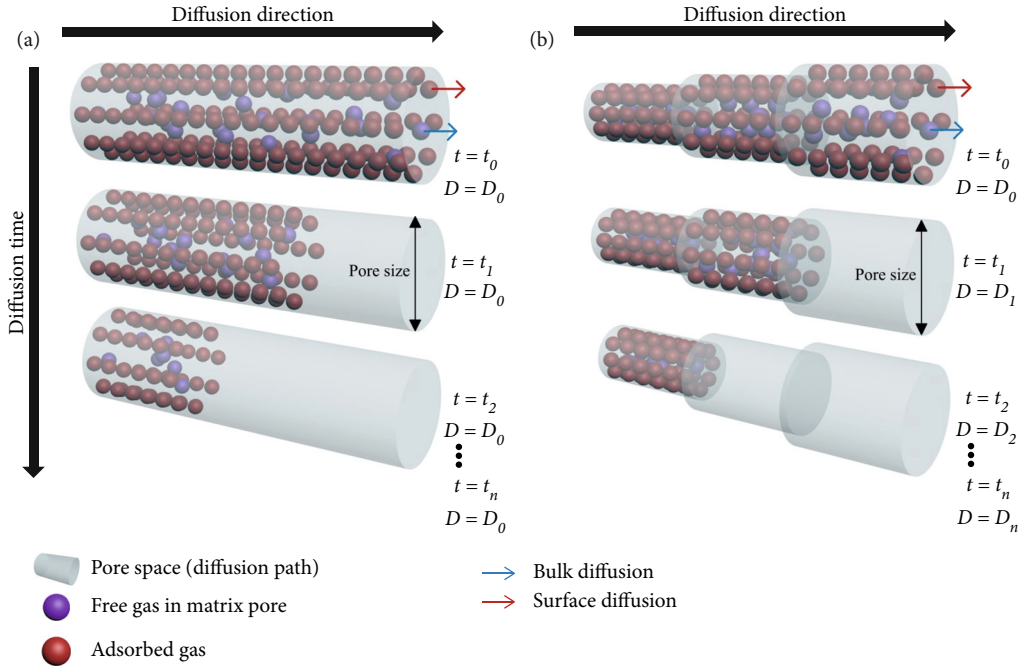 Diffusion direction
(a)
Diffusion time
t = t₀
D = D₀
Pore size
t = t₁
D = D₀
t = t₂
D = D₀
t = tₙ
D = D₀
Diffusion direction
(b)
t = t₀
D = D₀
Pore size
t = t₁
D = D₁
t = t₂
D = D₂
t = tₙ
D = Dₙ
Pore space (diffusion path)
Free gas in matrix pore
Adsorbed gas
Bulk diffusion
Surface diffusion